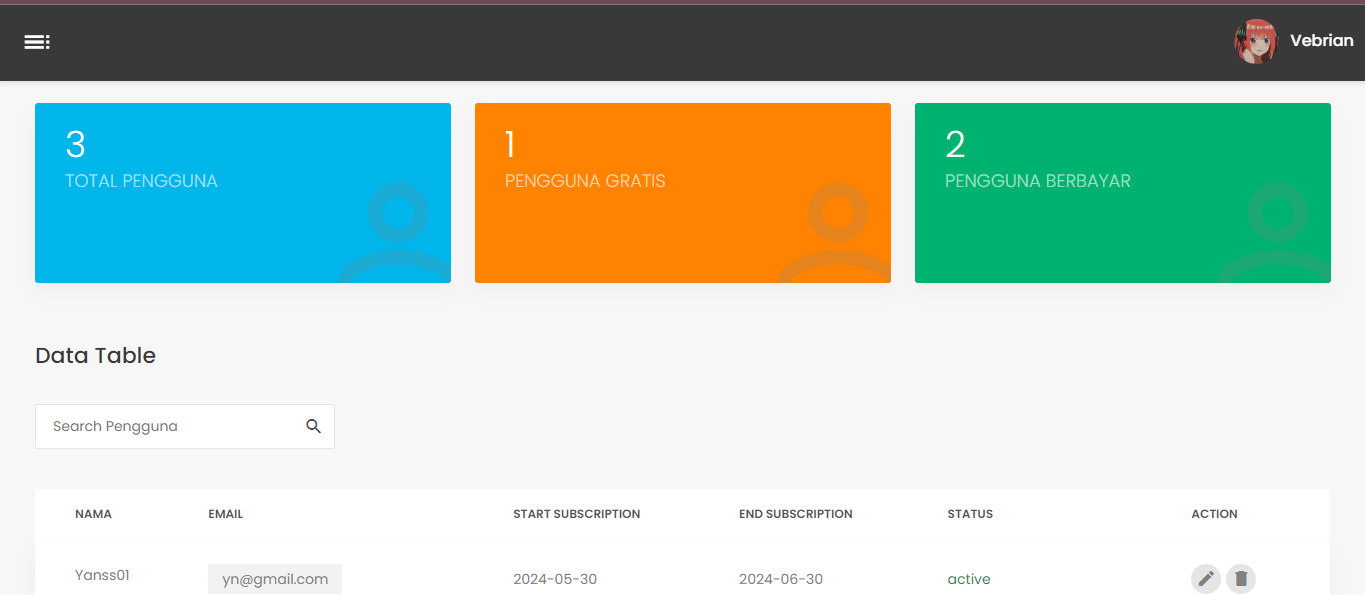 Vebrian
3
TOTAL PENGGUNA
1
PENGGUNA GRATIS
2
PENGGUNA BERBAYAR
Data Table
Search Pengguna
NAMA EMAIL START SUBSCRIPTION END SUBSCRIPTION STATUS ACTION
Yanss01 yn@gmail.com 2024-05-30 2024-06-30 active